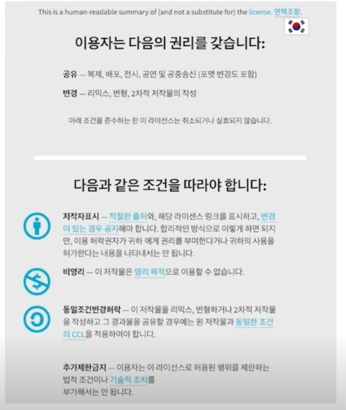 This is a human-readable summary of (and not a substitute for) the license. 면책조항.
이용자는 다음의 권리를 갖습니다:
공유 — 복제, 배포, 전시, 공연 및 공중송신 (포맷 변경도 포함)
변경 — 리믹스, 변형, 2차적 저작물의 작성
아래 조건을 준수하는 한 이 라이선스는 취소되거나 실효되지 않습니다.
다음과 같은 조건을 따라야 합니다:
저작자표시 — 적절한 출처와, 해당 라이센스 링크를 표시하고, 변경
이 있는 경우 공지해야 합니다. 합리적인 방식으로 이렇게 하면 되지
만, 이용 허락권자가 귀하 에게 권리를 부여한다거나 귀하의 사용을
허가한다는 내용을 나타내서는 안 됩니다.
비영리 — 이 저작물은 영리 목적으로 이용할 수 없습니다.
동일조건변경허락 — 이 저작물을 리믹스, 변형하거나 2차적 저작물
을 작성하고 그 결과물을 공유할 경우에는 원 저작물과 동일한 조건
의 CCL을 적용하여야 합니다.
추가제한금지 — 이용자는 이 라이선스로 허용된 행위를 제한하는
법적 조건이나 기술적 조치를
부가해서는 안 됩니다.